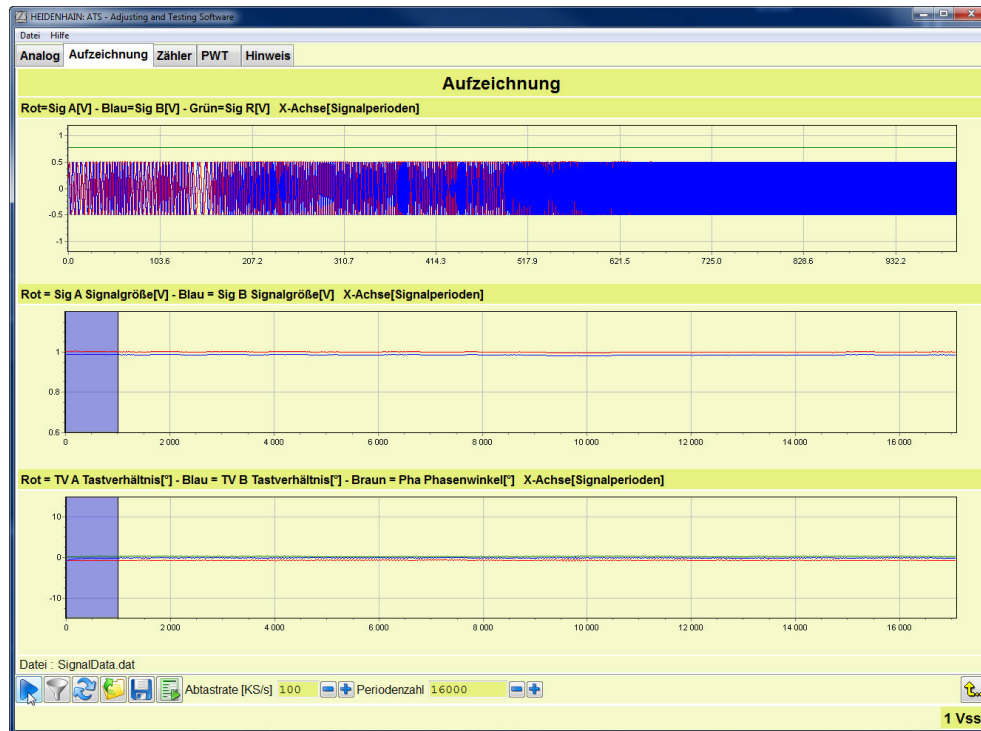 HEIDENHAIN: ATS - Adjusting and Testing Software
Datei Hilfe
Analog Aufzeichnung Zähler PWT Hinweis
Aufzeichnung
Rot=Sig A[V] - Blau=Sig B[V] - Grün=Sig R[V] X-Achse[Signalperioden]
1
0.5
0
-0.5
-1
0.0 103.6 207.2 310.7 414.3 517.9 621.5 725.0 828.6 932.2
Rot = Sig A Signalgröße[V] - Blau = Sig B Signalgröße[V] X-Achse[Signalperioden]
1
0.8
0.6
0 2 000 4 000 6 000 8 000 10 000 12 000 14 000 16 000
Rot = TV A Tastverhältnis[°] - Blau = TV B Tastverhältnis[°] - Braun = Pha Phasenwinkel[°] X-Achse[Signalperioden]
10
0
-10
0 2 000 4 000 6 000 8 000 10 000 12 000 14 000 16 000
Datei : SignalData.dat
Abtastrate [KS/s] 100 Periodenzahl 16000
1 Vss